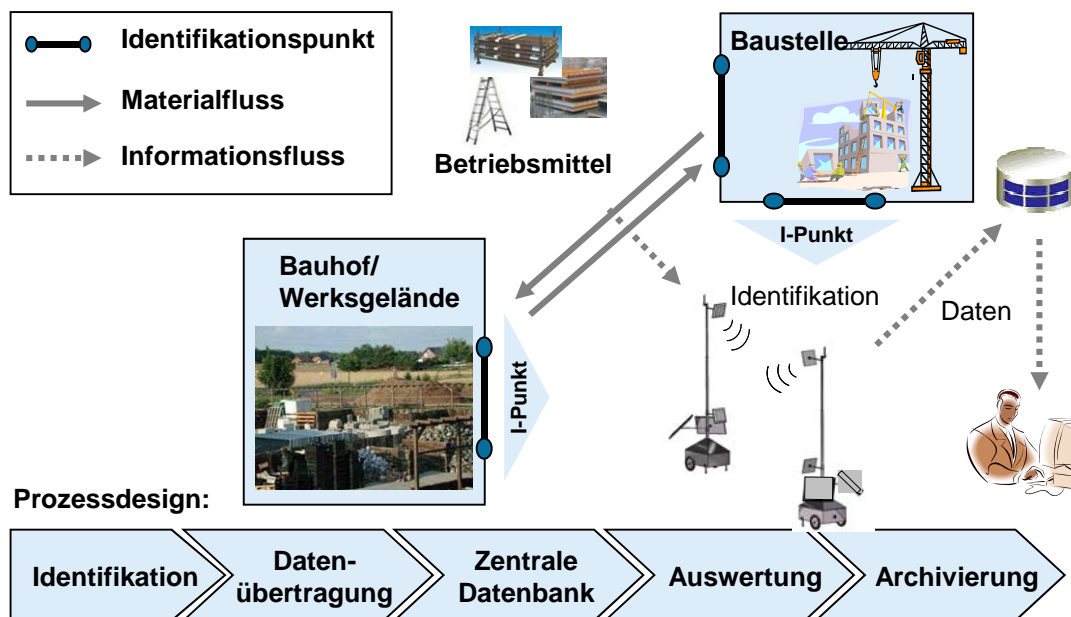 Identifikationspunkt
Materialfluss
Informationsfluss
Betriebsmittel
Baustelle
I-Punkt
Bauhof/
Werksgelände
I-Punkt
Identifikation
Daten
Prozessdesign:
Identifikation
Daten-
übertragung
Zentrale
Datenbank
Auswertung
Archivierung